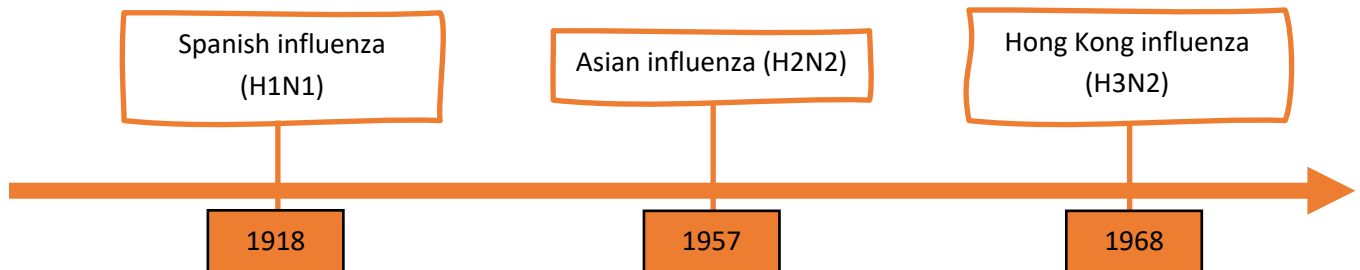 Spanish influenza
(H1N1)
Asian influenza (H2N2)
Hong Kong influenza
(H3N2)
1918
1957
1968